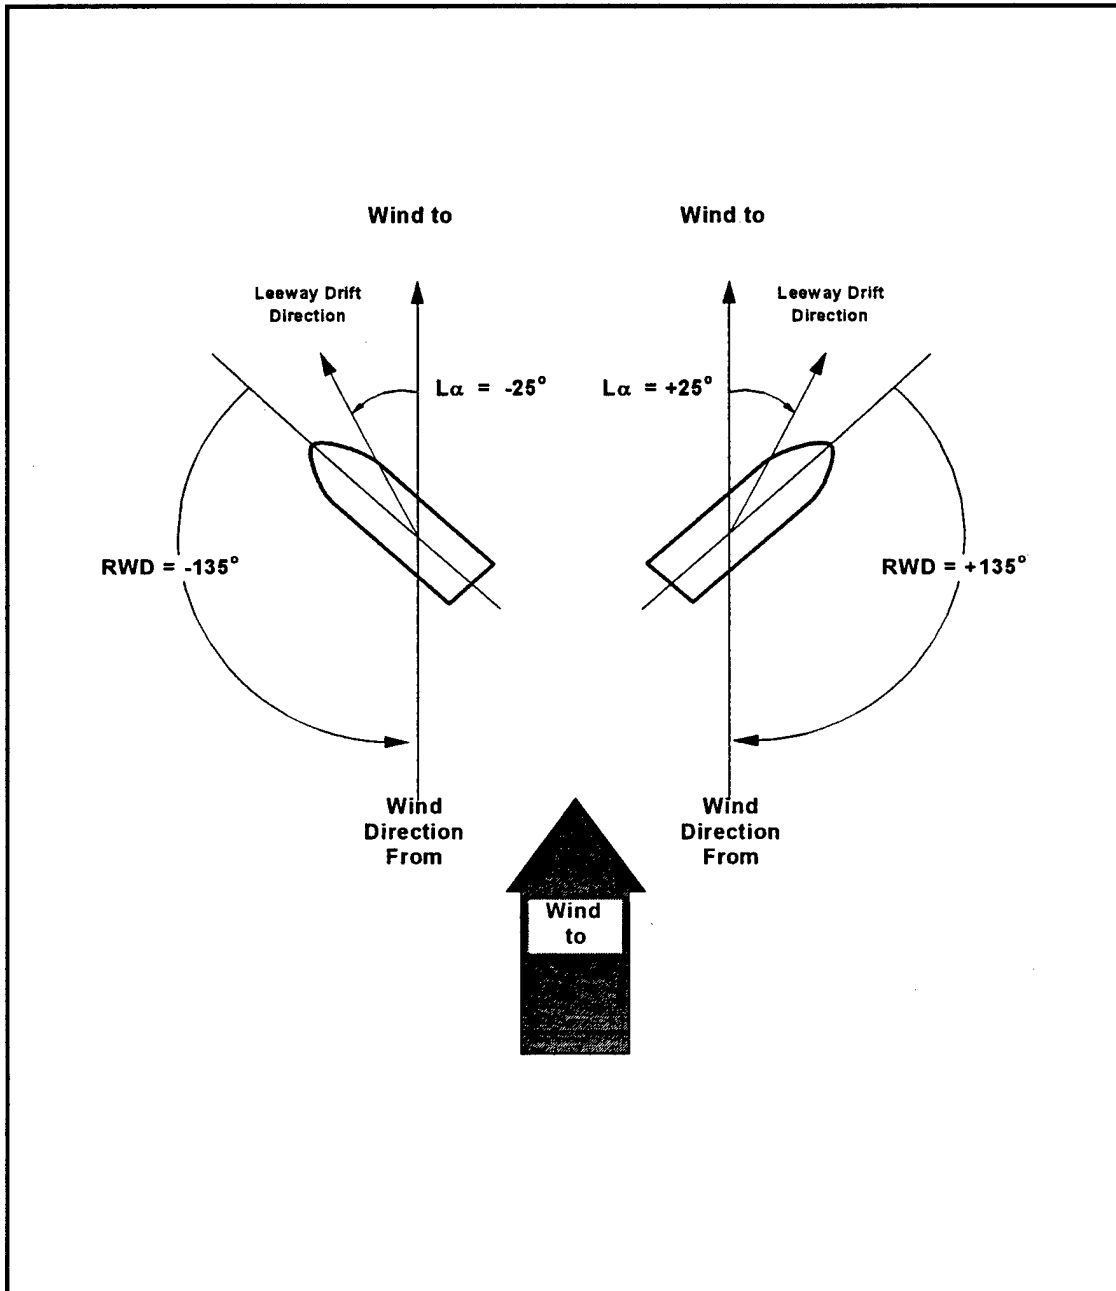 Wind to
Wind to
Leeway Drift
Direction
Leeway Drift
Direction
Lα = -25°
Lα = +25°
RWD = -135°
RWD = +135°
Wind
Direction
From
Wind
Direction
From
Wind
to